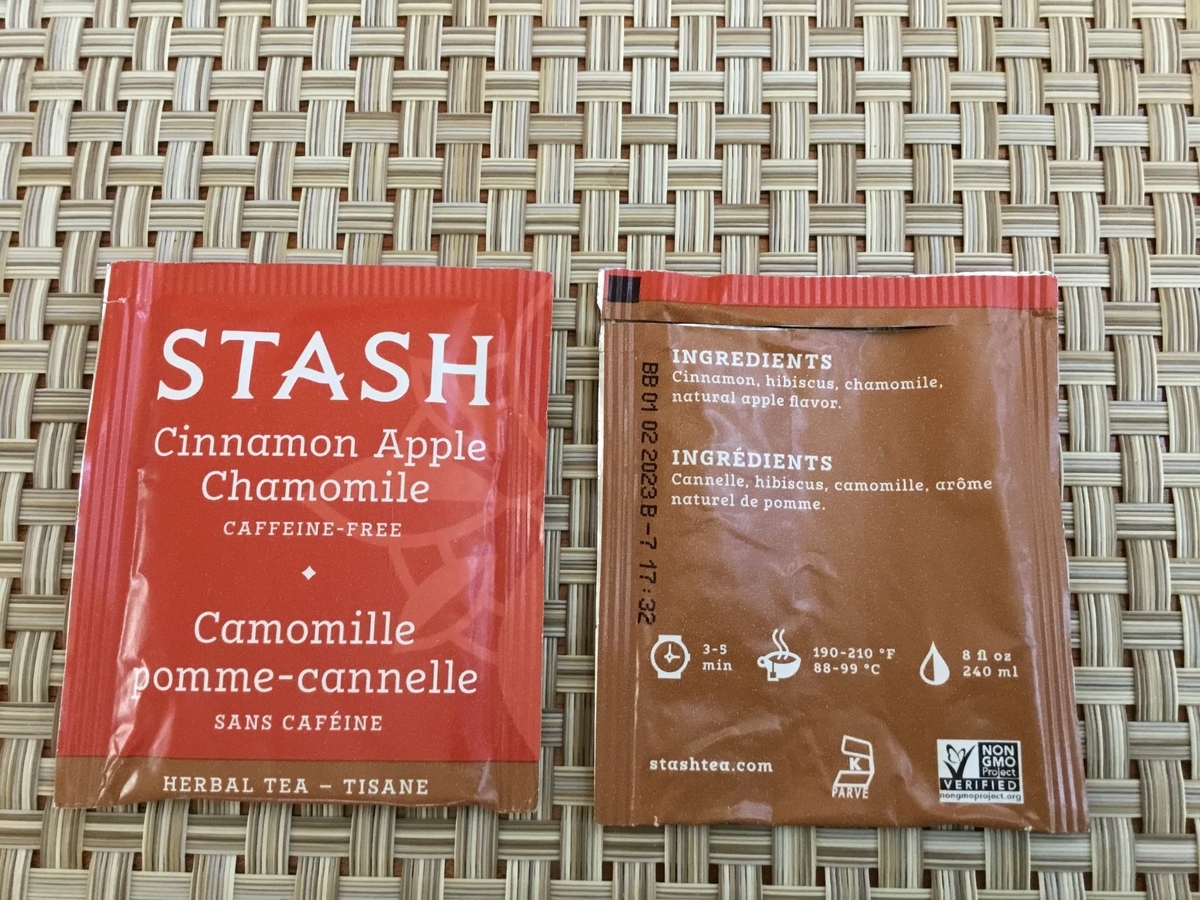 STASH
Cinnamon Apple
Chamomile
CAFFEINE-FREE
Camomille
pomme-cannelle
SANS CAFÉINE
HERBAL TEA – TISANE
INGREDIENTS
Cinnamon, hibiscus, chamomile,
natural apple flavor.
INGRÉDIENTS
Cannelle, hibiscus, camomille, arôme
naturel de pomme.
BB 01 02 2023 B -7 17:32
3-5
min
190-210 °F
88-99 °C
8 fl oz
240 ml
stashtea.com
K
PARVE
NON
GMO
Project
VERIFIED
nongmoproject.org